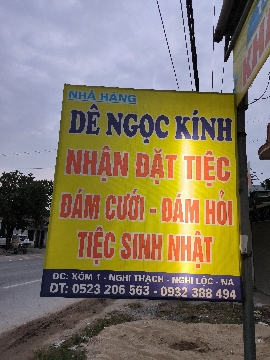 NHÀ HÀNG
DÊ NGỌC KÍNH
NHẬN ĐẶT TIỆC
ĐÁM CƯỚI - ĐÁM HỎI
TIỆC SINH NHẬT
ĐC: XÓM 1 - NGHI THẠCH - NGHI LỘC - NA
ĐT: 0523 206 563 - 0932 388 494